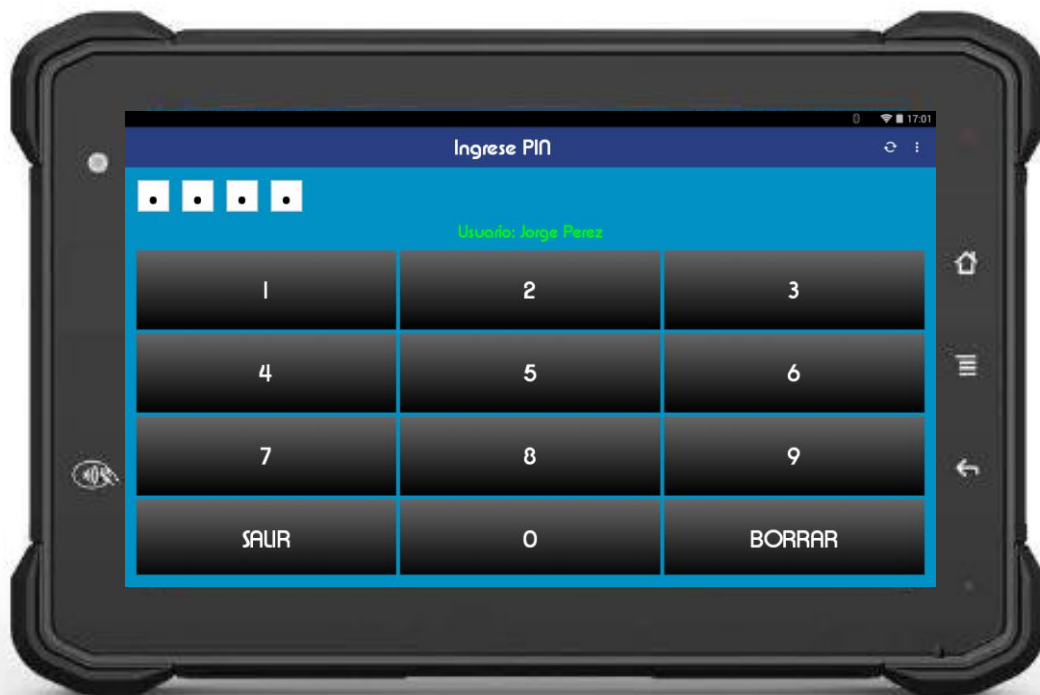 17:01
Ingrese PIN
Usuario: Jorge Perez
1 2 3
4 5 6
7 8 9
SALIR 0 BORRAR